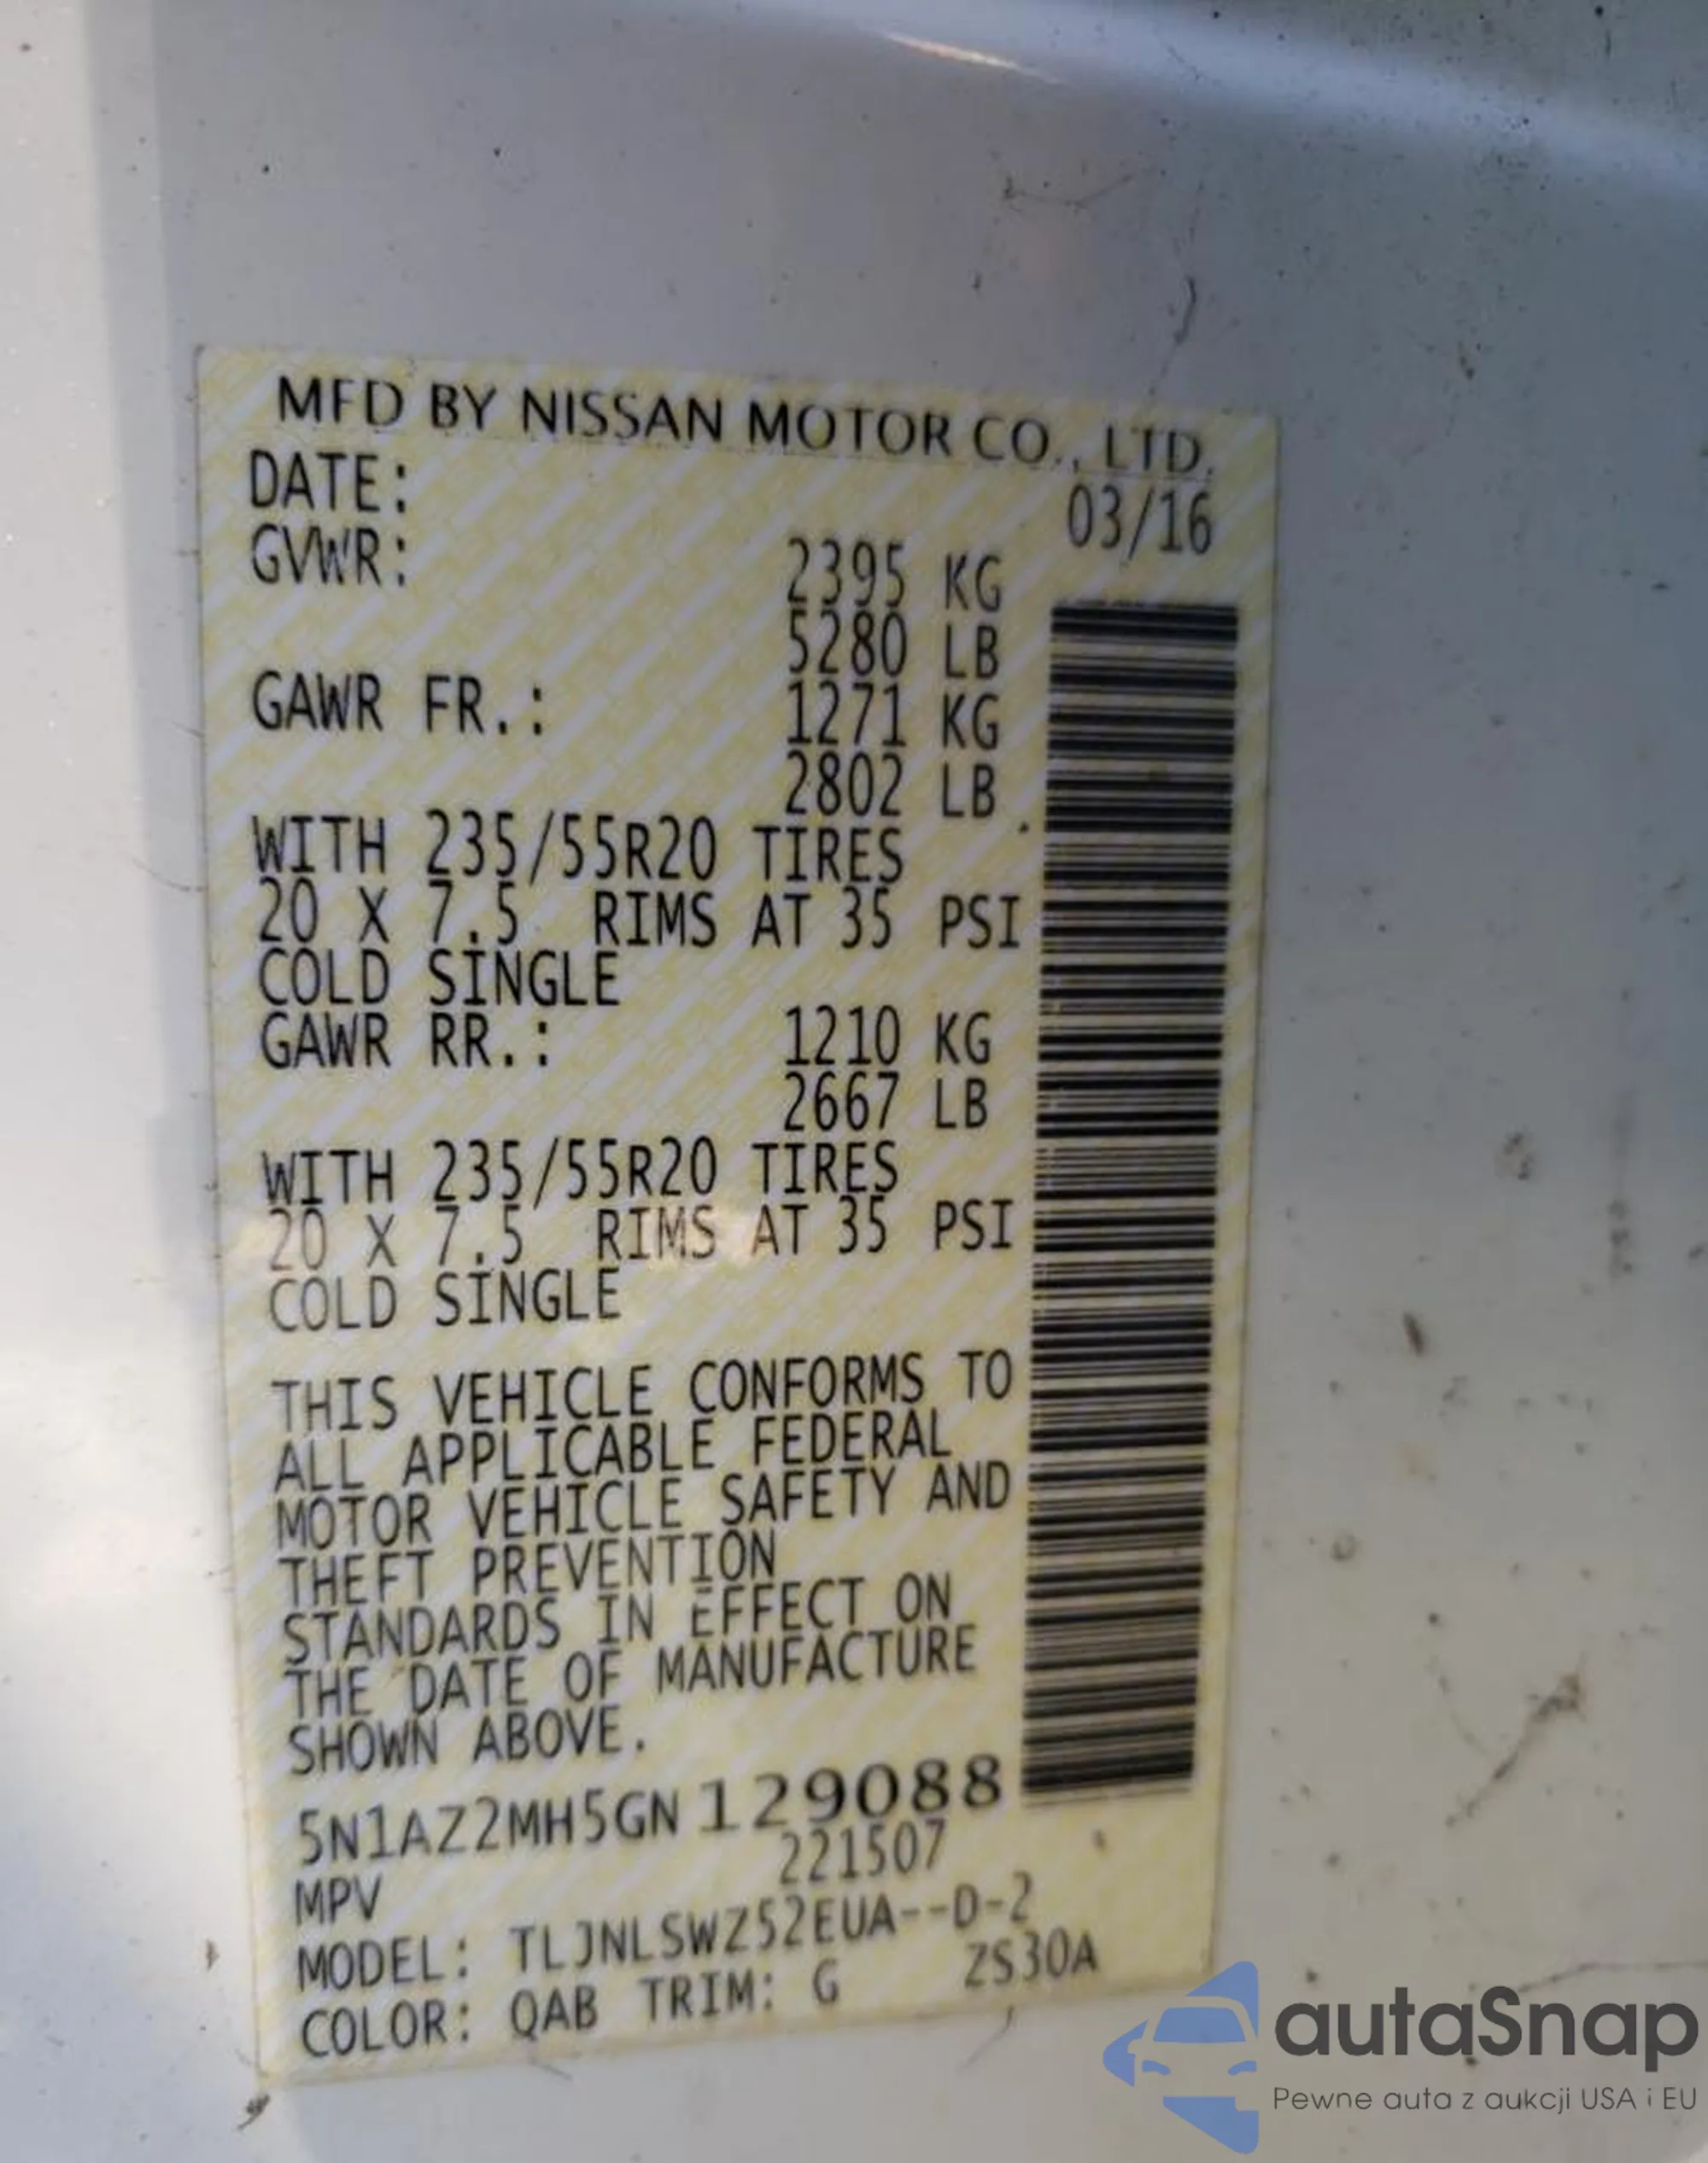 MFD BY NISSAN MOTOR CO., LTD.
DATE: 03/16
GVWR: 2395 KG
5280 LB
GAWR FR.: 1271 KG
2802 LB
WITH 235/55R20 TIRES
20 X 7.5 RIMS AT 35 PSI
COLD SINGLE
GAWR RR.: 1210 KG
2667 LB
WITH 235/55R20 TIRES
20 X 7.5 RIMS AT 35 PSI
COLD SINGLE
THIS VEHICLE CONFORMS TO
ALL APPLICABLE FEDERAL
MOTOR VEHICLE SAFETY AND
THEFT PREVENTION
STANDARDS IN EFFECT ON
THE DATE OF MANUFACTURE
SHOWN ABOVE.
5N1AZ2MH5GN129088
221507
MPV
MODEL: TLJNLSWZ52EUA--D-2
COLOR: QAB TRIM: G ZS30A
autaSnap
Pewne auta z aukcji USA i EU